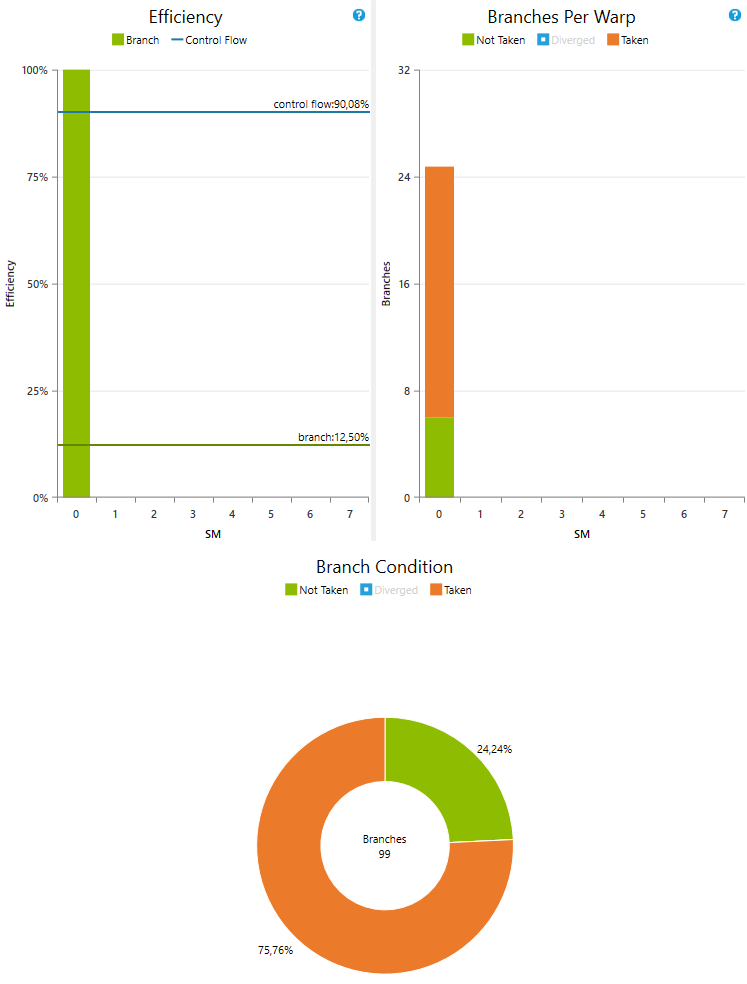 Efficiency
?
Branch Control Flow
100%
75%
50%
25%
0%
Efficiency
control flow:90,08%
branch:12,50%
0 1 2 3 4 5 6 7
SM
Branches Per Warp
?
Not Taken Diverged Taken
32
24
16
8
0
Branches
0 1 2 3 4 5 6 7
SM
Branch Condition
Not Taken Diverged Taken
24,24%
Branches
99
75,76%